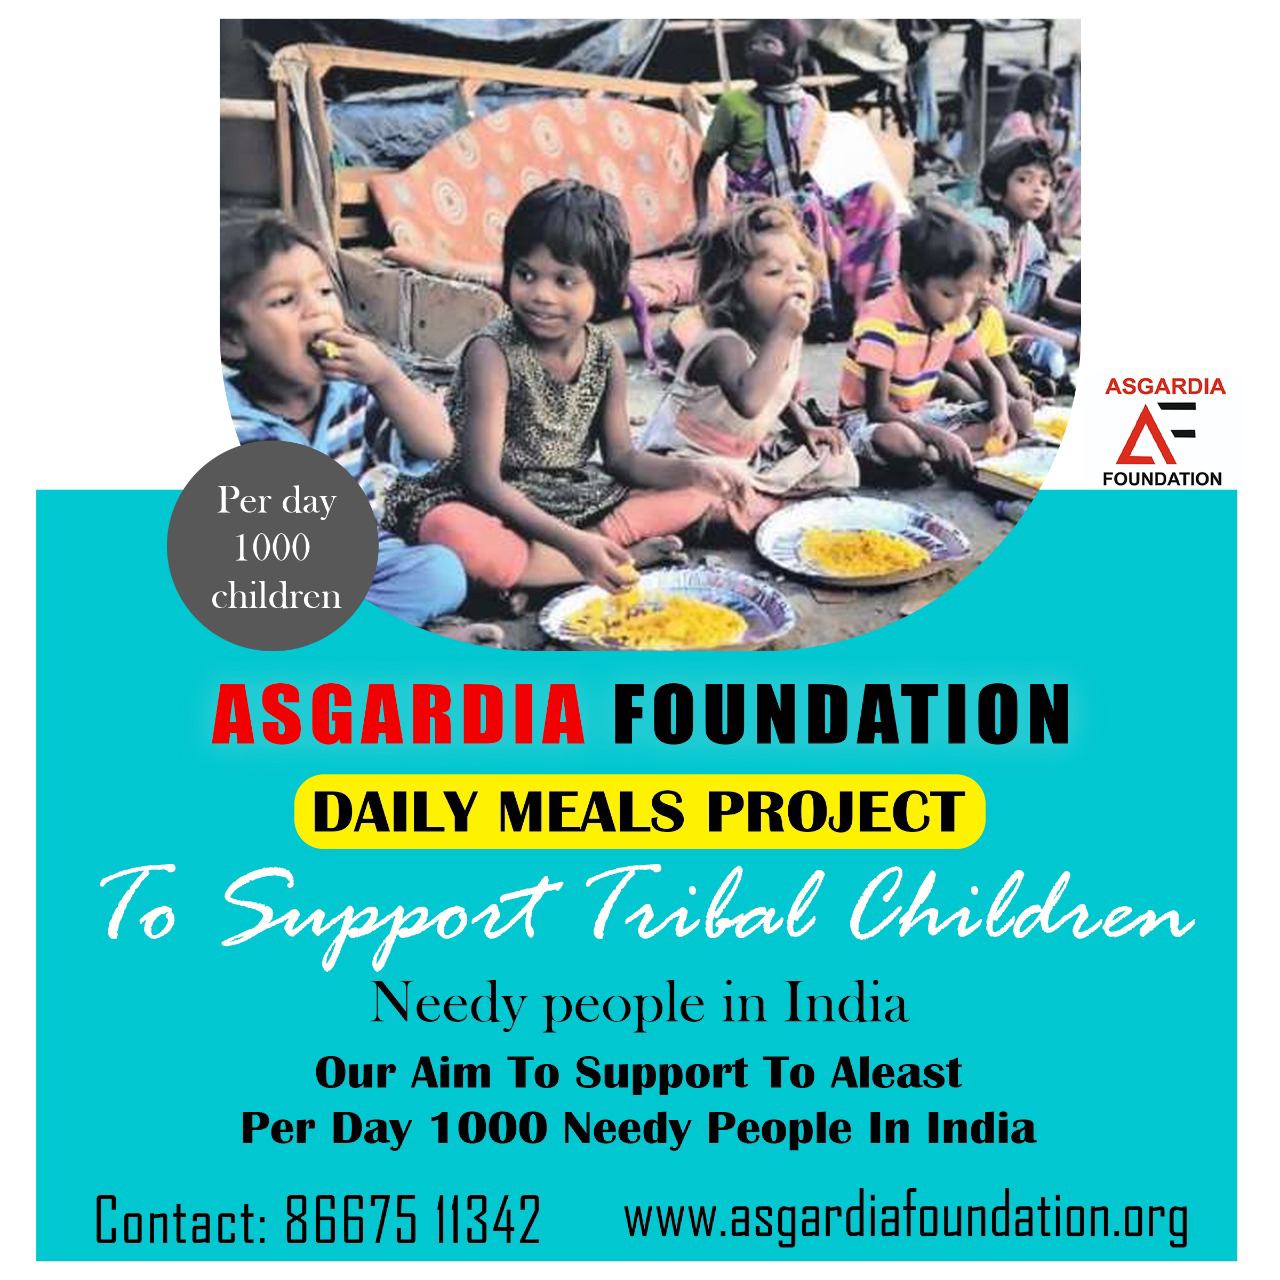 ASGARDIA
AF
FOUNDATION
Per day
1000
children
ASGARDIA FOUNDATION
DAILY MEALS PROJECT
To Support Tribal Children
Needy people in India
Our Aim To Support To Aleast
Per Day 1000 Needy People In India
Contact: 86675 11342
www.asgardiafoundation.org